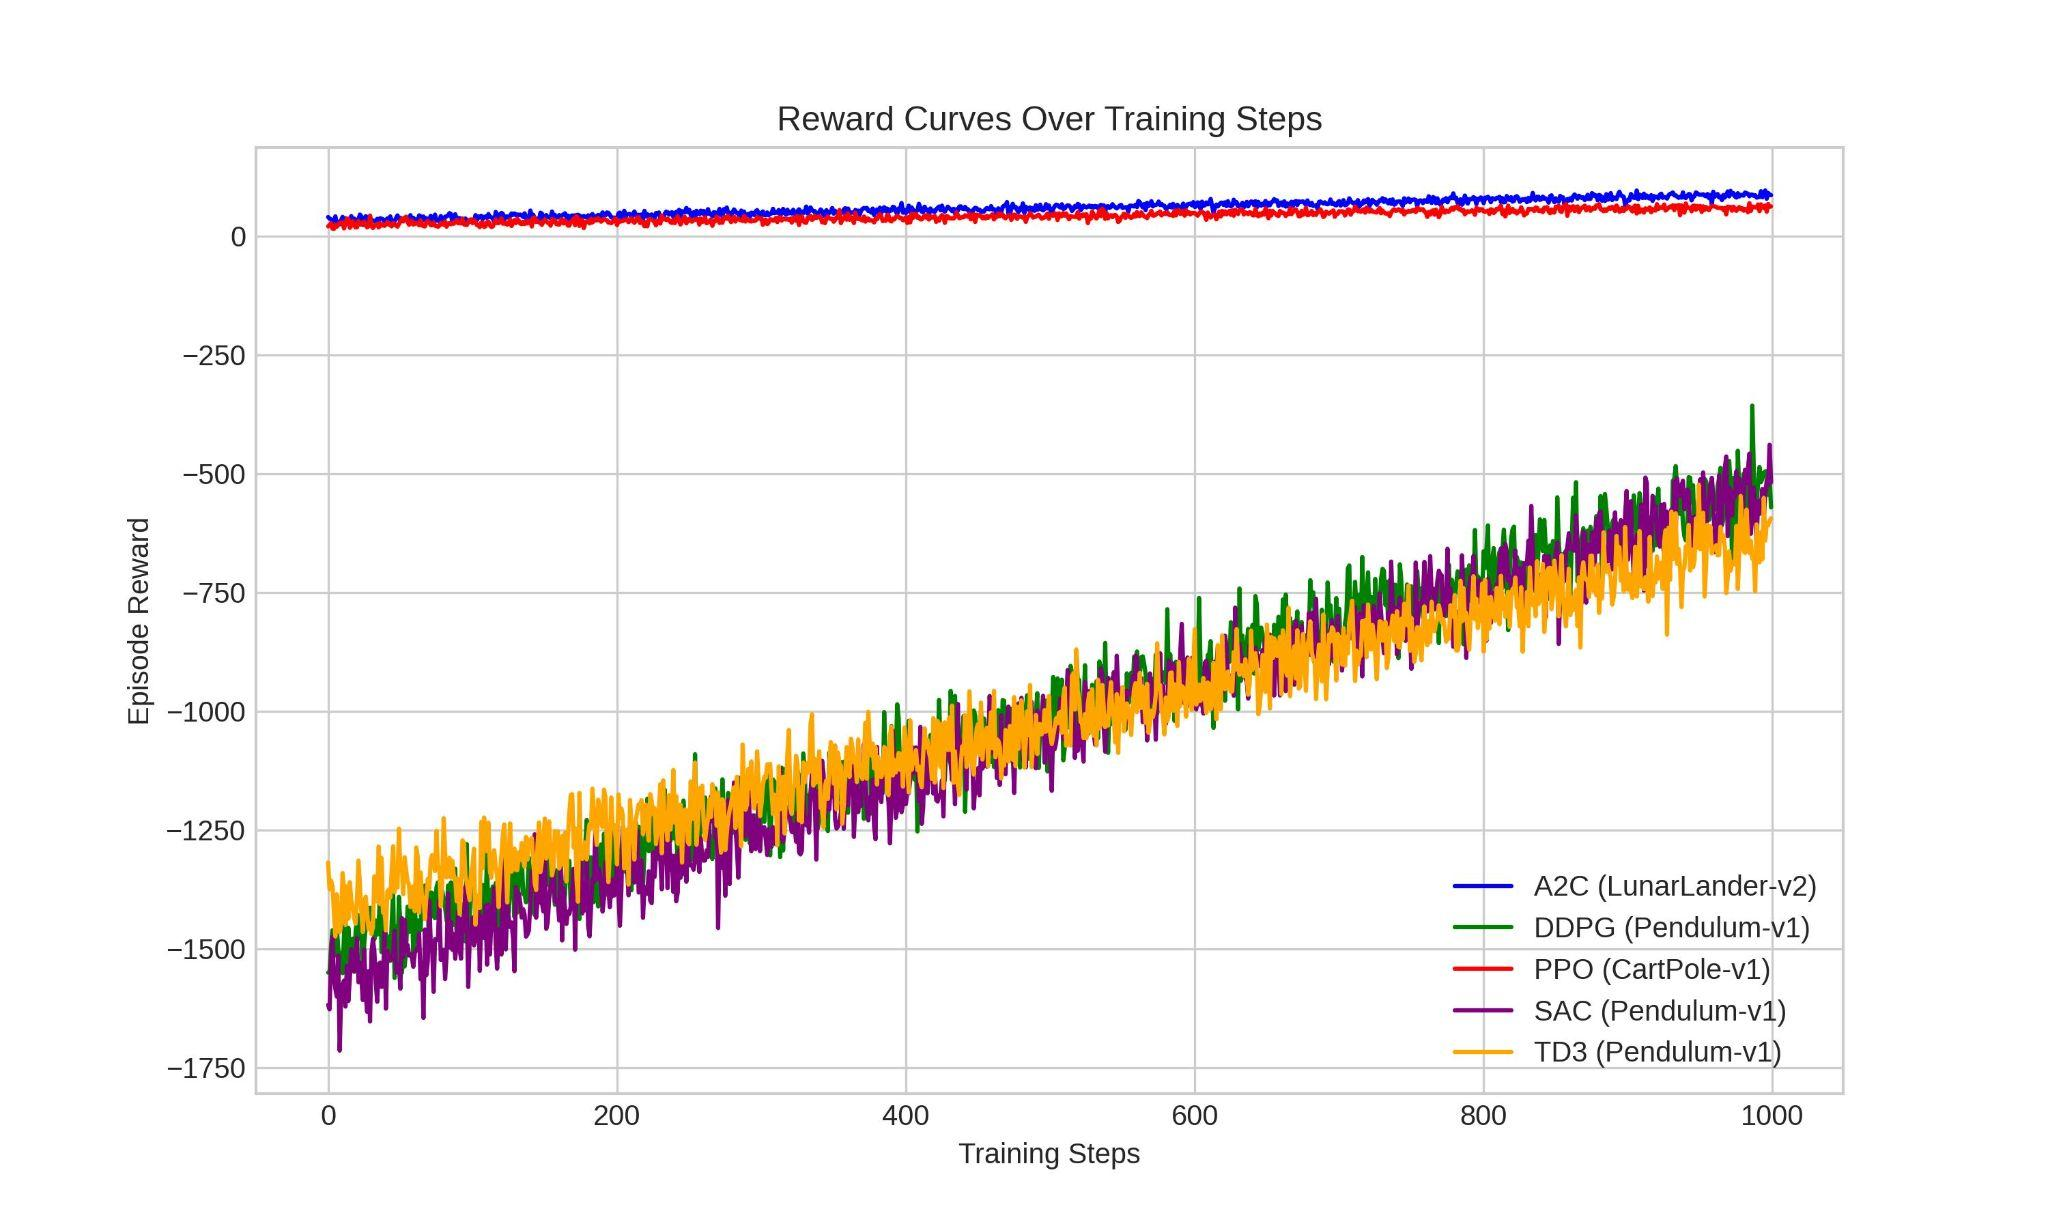 Reward Curves Over Training Steps
0
−250
−500
−750
−1000
−1250
−1500
−1750
Episode Reward
A2C (LunarLander-v2)
DDPG (Pendulum-v1)
PPO (CartPole-v1)
SAC (Pendulum-v1)
TD3 (Pendulum-v1)
0 200 400 600 800 1000
Training Steps